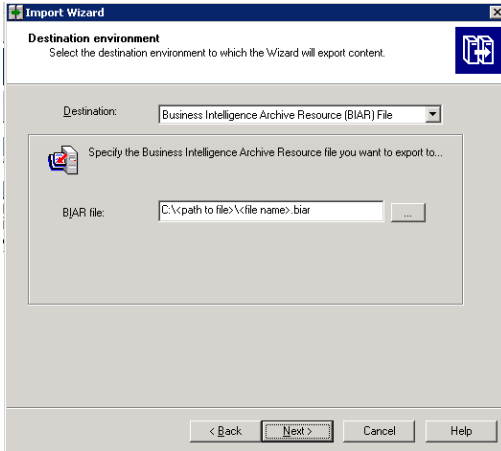 Import Wizard
Destination environment
Select the destination environment to which the Wizard will export content.
Destination: Business Intelligence Archive Resource (BIAR) File
Specify the Business Intelligence Archive Resource file you want to export to...
BIAR file: C:\<path to file>\<file name>.biar ...
< Back Next > Cancel Help